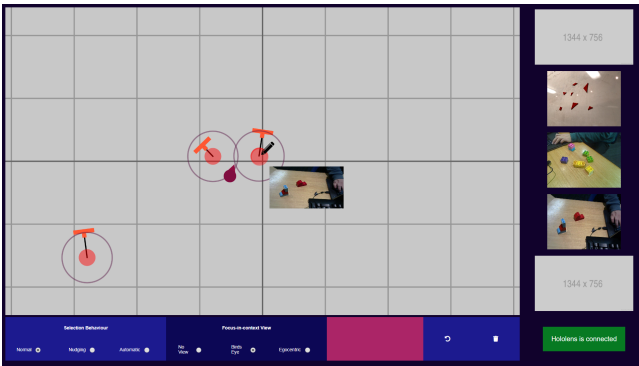 1344 x 756
1344 x 756
Hololens is connected
Selection Behaviour
Normal
Nudging
Automatic
Focus-in-context View
No
View
Birds
Eye
Egocentric